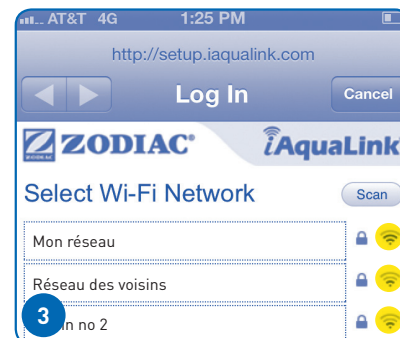 AT&T 4G 1:25 PM
http://setup.iaqualink.com
Log In Cancel
ZODIAC® iAquaLink
ZODIAC
Select Wi-Fi Network Scan
Mon réseau
Réseau des voisins
3 n no 2